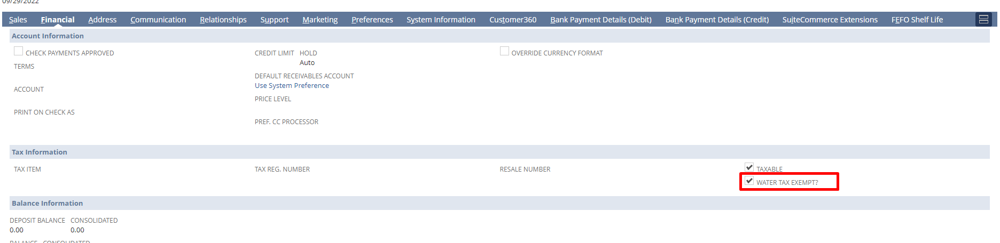 09/29/2022
Sales Financial Address Communication Relationships Support Marketing Preferences System Information Customer360 Bank Payment Details (Debit) Bank Payment Details (Credit) SuiteCommerce Extensions FEFO Shelf Life
Account Information
CHECK PAYMENTS APPROVED
TERMS
ACCOUNT
PRINT ON CHECK AS
CREDIT LIMIT HOLD
Auto
DEFAULT RECEIVABLES ACCOUNT
Use System Preference
PRICE LEVEL
PREF. CC PROCESSOR
OVERRIDE CURRENCY FORMAT
Tax Information
TAX ITEM
TAX REG. NUMBER
RESALE NUMBER
TAXABLE
WATER TAX EXEMPT?
Balance Information
DEPOSIT BALANCE CONSOLIDATED
0.00 0.00
BALANCE CONSOLIDATED